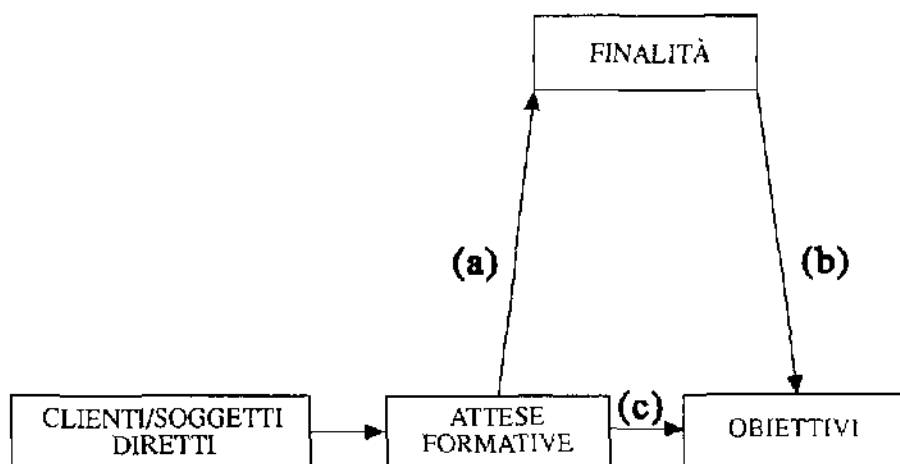 FINALITÀ
(a)
(b)
CLIENTI/SOGGETTI
DIRETTI
ATTESE
FORMATIVE
(c)
OBIETTIVI